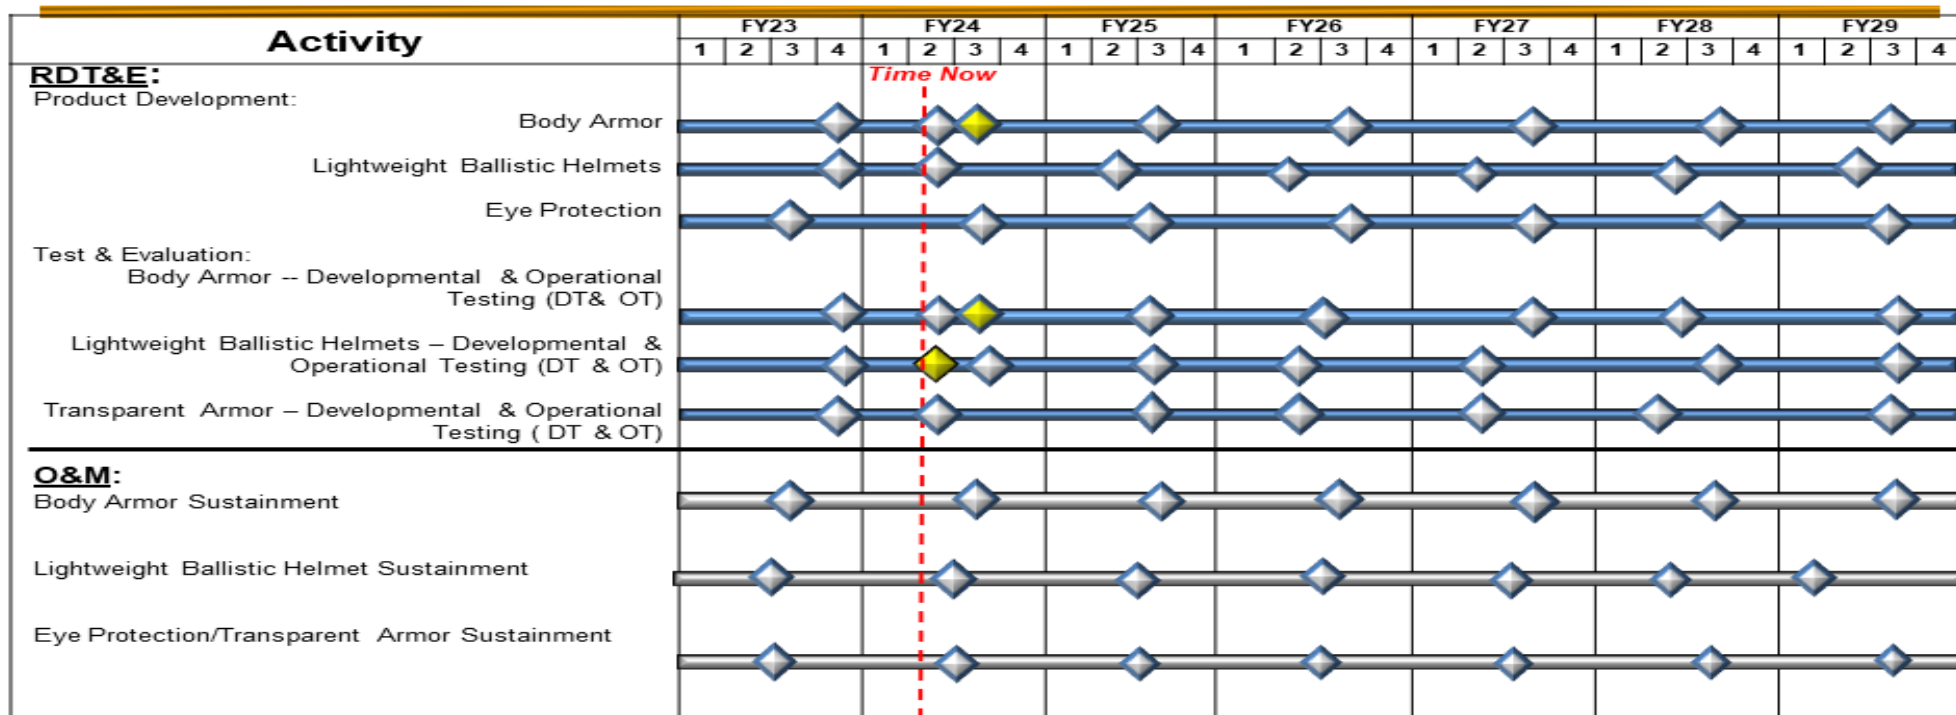 Activity
FY23 FY24 FY25 FY26 FY27 FY28 FY29
1 2 3 4 1 2 3 4 1 2 3 4 1 2 3 4 1 2 3 4 1 2 3 4 1 2 3 4
RDT&E:
Time Now
Product Development:
Body Armor
Lightweight Ballistic Helmets
Eye Protection
Test & Evaluation:
Body Armor -- Developmental & Operational
Testing (DT& OT)
Lightweight Ballistic Helmets – Developmental &
Operational Testing (DT & OT)
Transparent Armor – Developmental & Operational
Testing ( DT & OT)
O&M:
Body Armor Sustainment
Lightweight Ballistic Helmet Sustainment
Eye Protection/Transparent Armor Sustainment